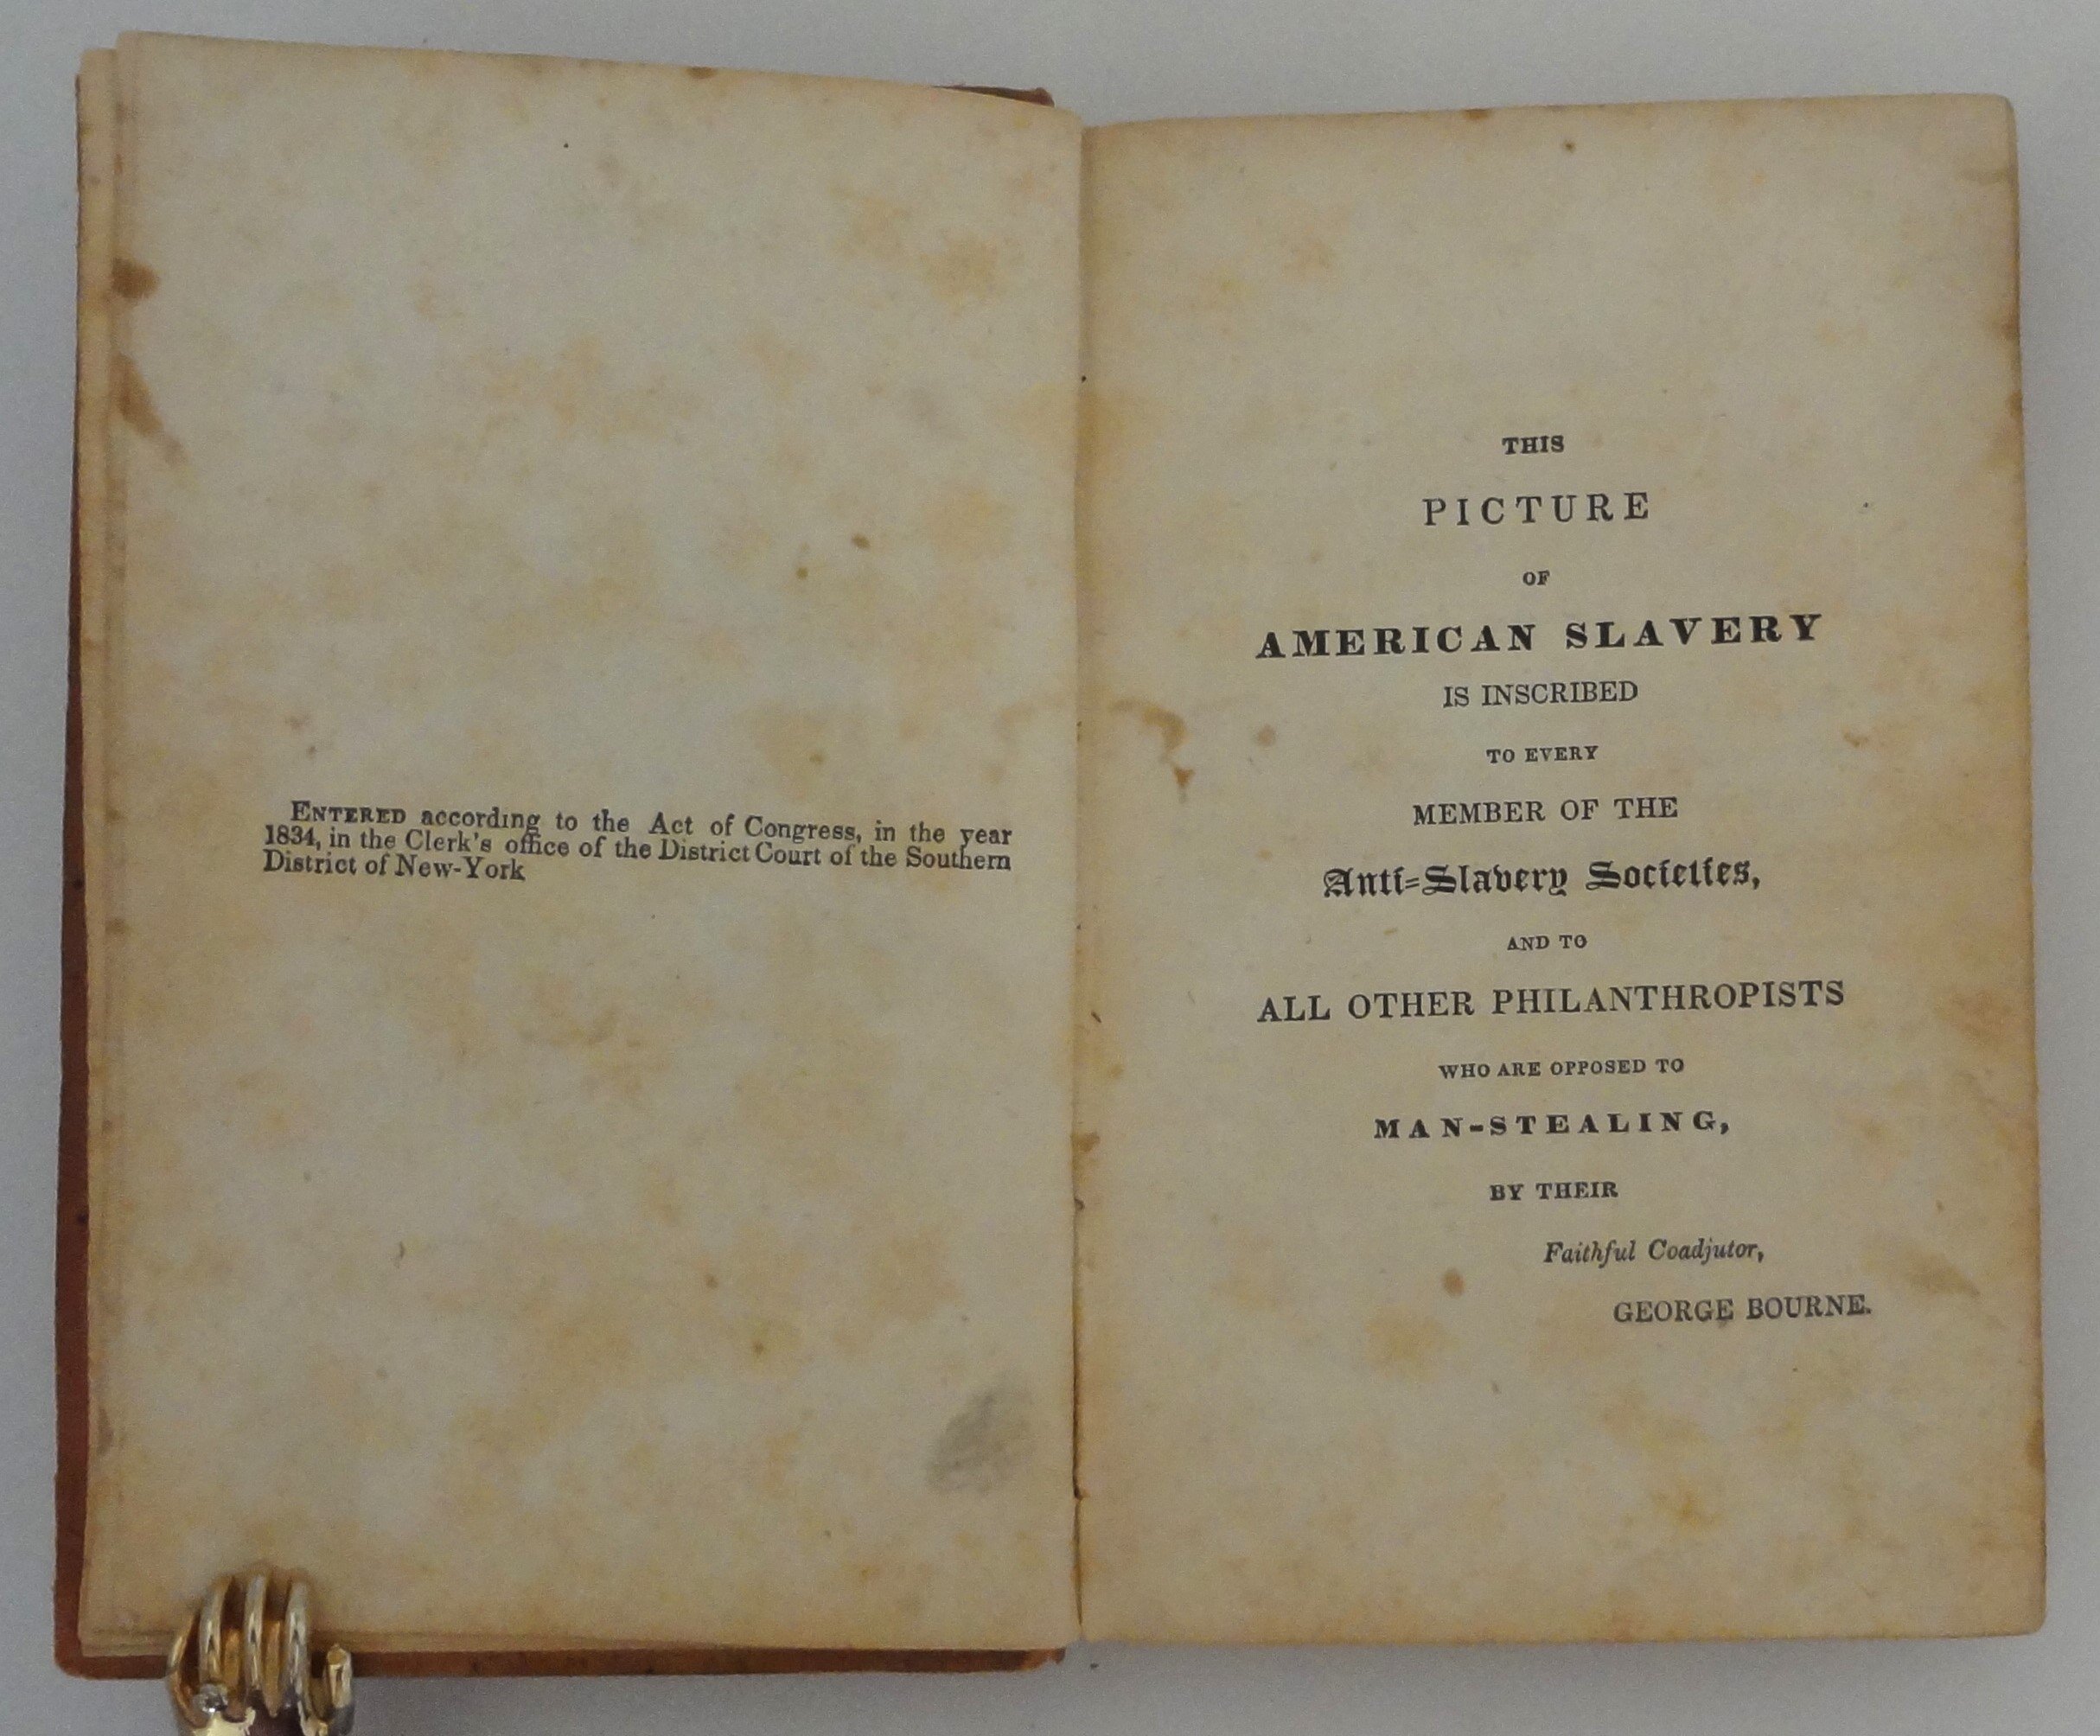 ENTERED according to the Act of Congress, in the year
1834, in the Clerk's office of the District Court of the Southern
District of New-York
THIS
PICTURE
OF
AMERICAN SLAVERY
IS INSCRIBED
TO EVERY
MEMBER OF THE
Anti-Slavery Societies,
AND TO
ALL OTHER PHILANTHROPISTS
WHO ARE OPPOSED TO
MAN-STEALING,
BY THEIR
Faithful Coadjutor,
GEORGE BOURNE.